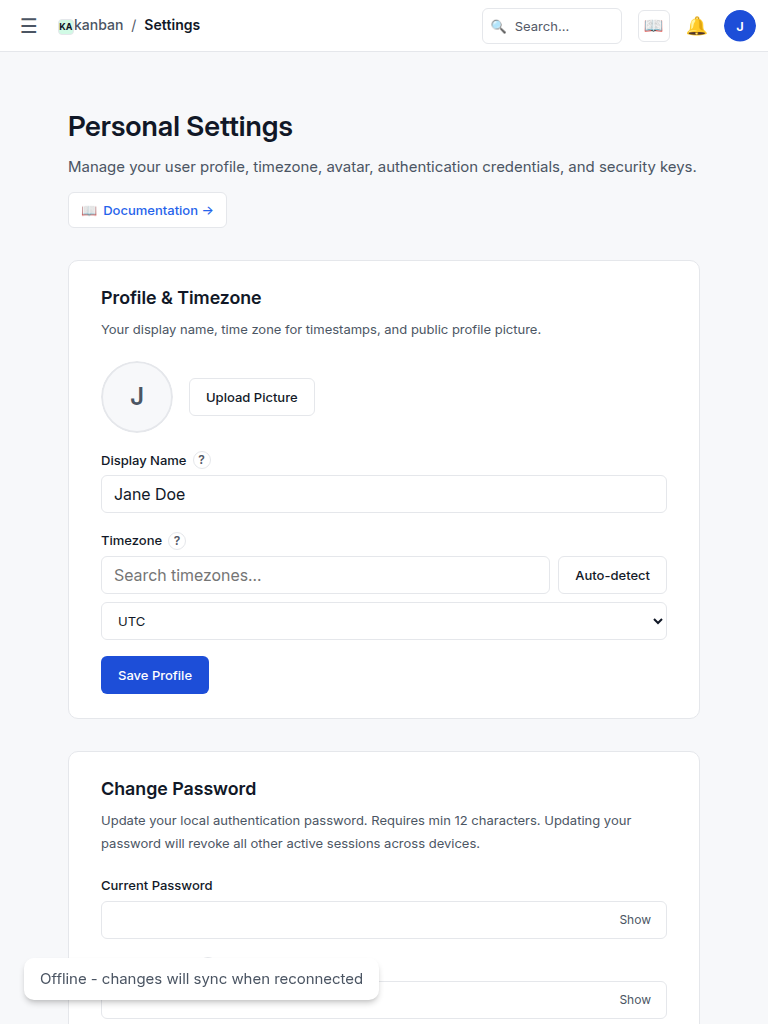 ☰ KA kanban / Settings 🔍 Search... 📖 🔔 J
Personal Settings
Manage your user profile, timezone, avatar, authentication credentials, and security keys.
📖 Documentation →
Profile & Timezone
Your display name, time zone for timestamps, and public profile picture.
J
Upload Picture
Display Name ?
Jane Doe
Timezone ?
Search timezones...
Auto-detect
UTC
Save Profile
Change Password
Update your local authentication password. Requires min 12 characters. Updating your
password will revoke all other active sessions across devices.
Current Password
Show
Offline - changes will sync when reconnected
Show